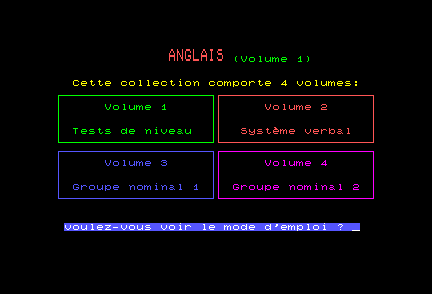 ANGLAIS (Volume 1)
Cette collection comporte 4 volumes:
Volume 1
Tests de niveau
Volume 2
Système verbal
Volume 3
Groupe nominal 1
Volume 4
Groupe nominal 2
Voulez-vous voir le mode d'emploi ? _